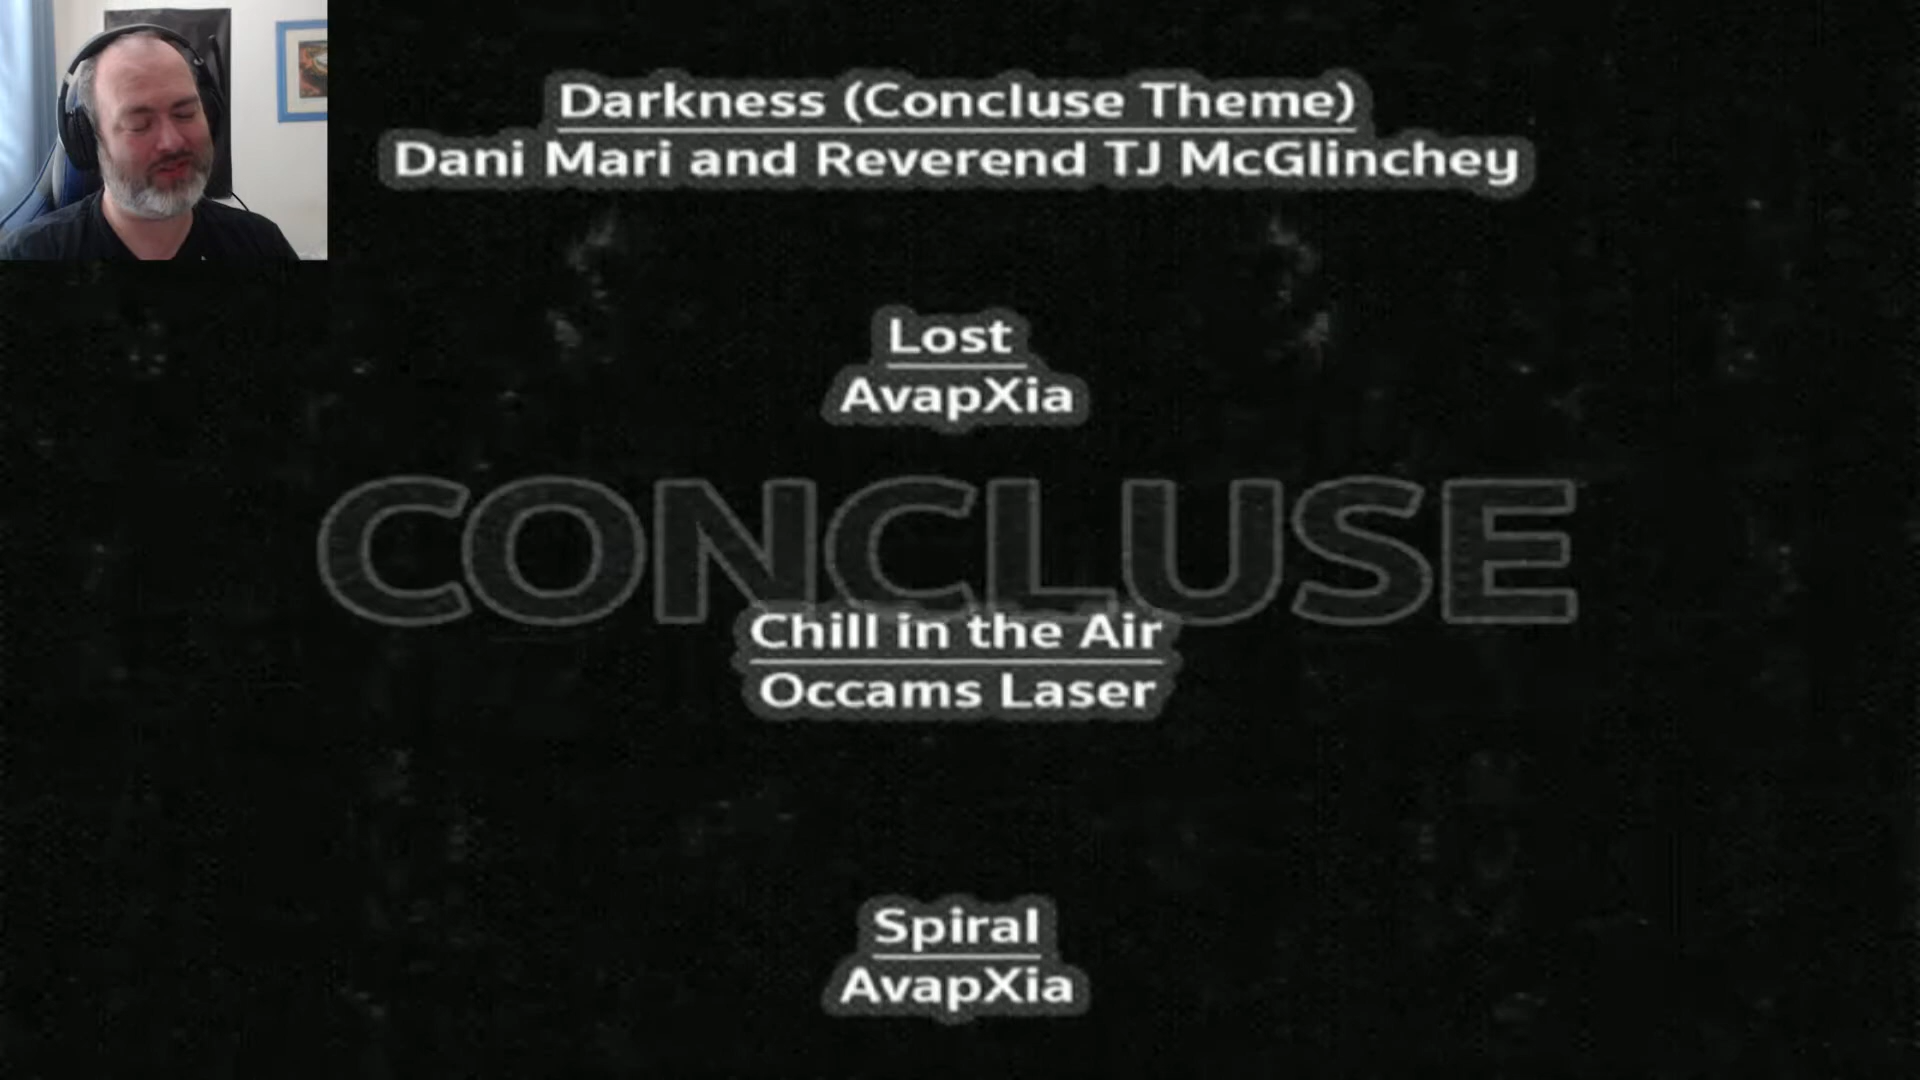 Darkness (Concluse Theme)
Dani Mari and Reverend TJ McGlinchey
Lost
AvapXia
CONCLUSE
Chill in the Air
Occams Laser
Spiral
AvapXia